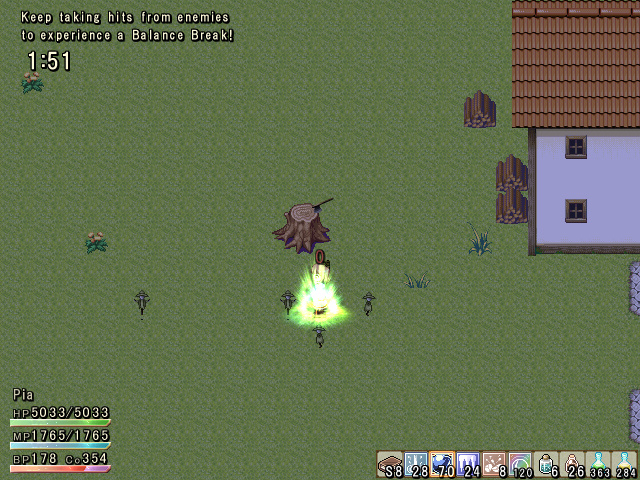 Keep taking hits from enemies
to experience a Balance Break!
1:51
0
Pia
HP5033/5033
MP1765/1765
BP178 Co354
S8 28 70 24 8 120 6 26 363 284